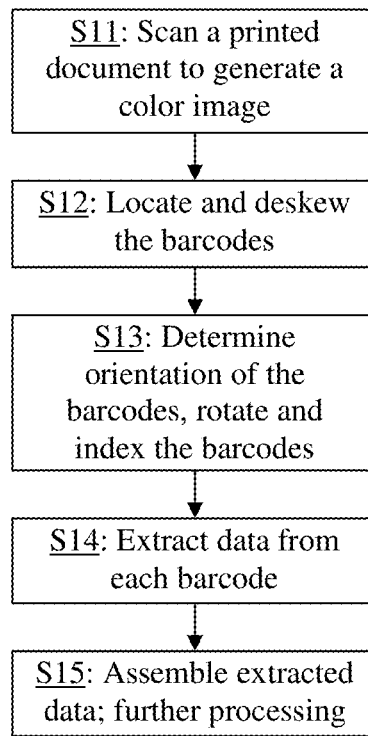 S11: Scan a printed
document to generate a
color image
S12: Locate and deskew
the barcodes
S13: Determine
orientation of the
barcodes, rotate and
index the barcodes
S14: Extract data from
each barcode
S15: Assemble extracted
data; further processing